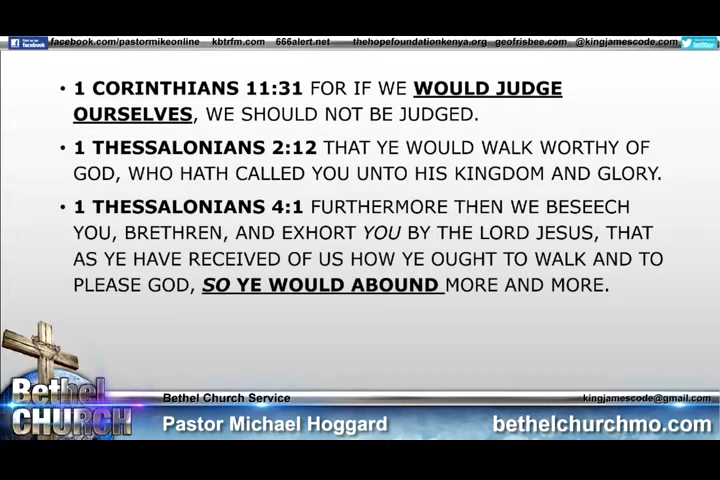 facebook.com/pastormikeonline kbtrfm.com 666alert.net thehopefoundationkenya.org geofrisbee.com @kingjamescode.com
• 1 CORINTHIANS 11:31 FOR IF WE WOULD JUDGE
OURSELVES, WE SHOULD NOT BE JUDGED.
• 1 THESSALONIANS 2:12 THAT YE WOULD WALK WORTHY OF
GOD, WHO HATH CALLED YOU UNTO HIS KINGDOM AND GLORY.
• 1 THESSALONIANS 4:1 FURTHERMORE THEN WE BESEECH
YOU, BRETHREN, AND EXHORT YOU BY THE LORD JESUS, THAT
AS YE HAVE RECEIVED OF US HOW YE OUGHT TO WALK AND TO
PLEASE GOD, SO YE WOULD ABOUND MORE AND MORE.
Bethel
CHURCH
Bethel Church Service kingjamescode@gmail.com
Pastor Michael Hoggard bethelchurchmo.com